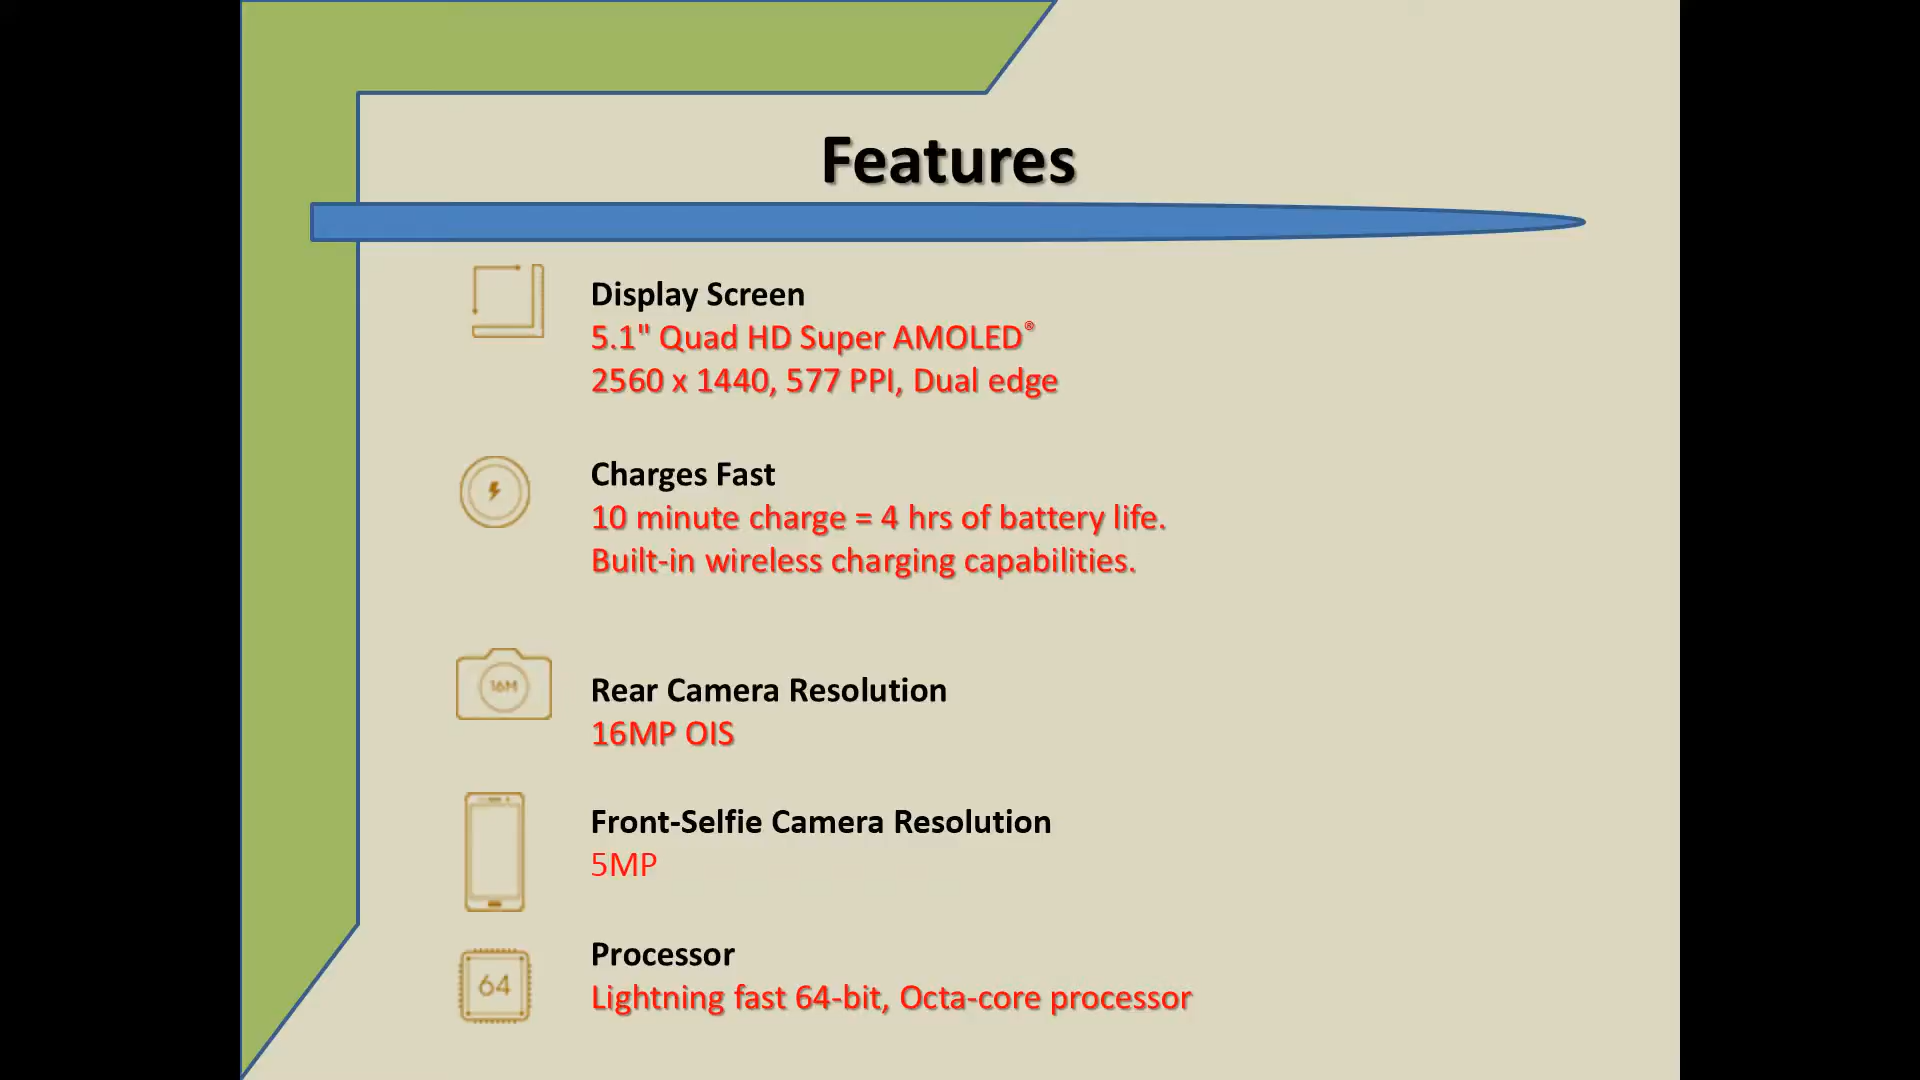 Features
Display Screen
5.1" Quad HD Super AMOLED®
2560 x 1440, 577 PPI, Dual edge
Charges Fast
10 minute charge = 4 hrs of battery life.
Built-in wireless charging capabilities.
16M
Rear Camera Resolution
16MP OIS
Front-Selfie Camera Resolution
5MP
Processor
64
Lightning fast 64-bit, Octa-core processor